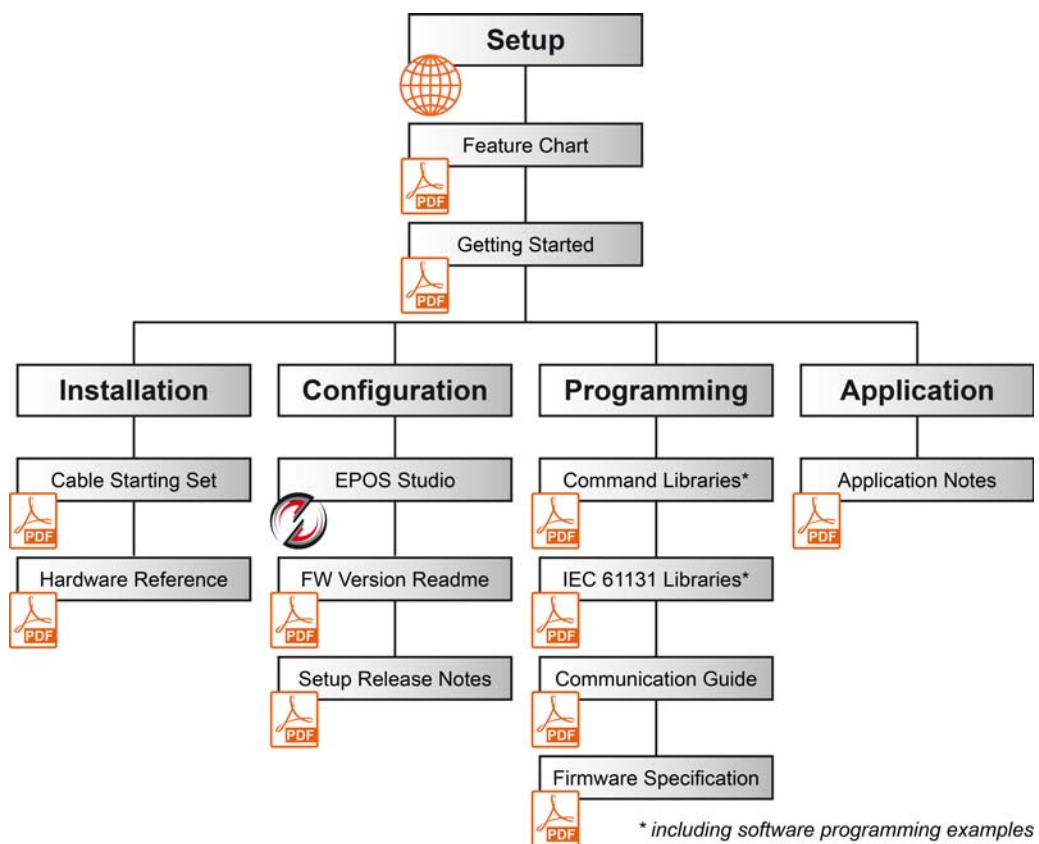 Setup
Feature Chart
PDF
Getting Started
PDF
Installation
Configuration
Programming
Application
Cable Starting Set
PDF
Hardware Reference
PDF
EPOS Studio
FW Version Readme
PDF
Setup Release Notes
PDF
Command Libraries*
PDF
IEC 61131 Libraries*
PDF
Communication Guide
PDF
Firmware Specification
PDF
Application Notes
PDF
* including software programming examples